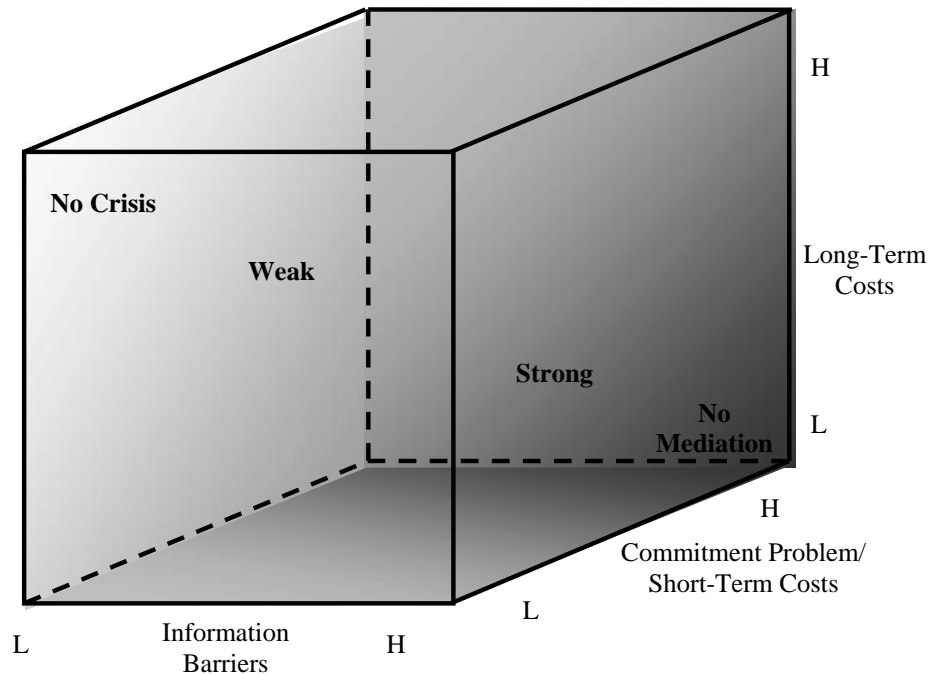 H
No Crisis
Weak
Long-Term
Costs
Strong
No
Mediation
L
H
Commitment Problem/
Short-Term Costs
L
L
Information
Barriers
H